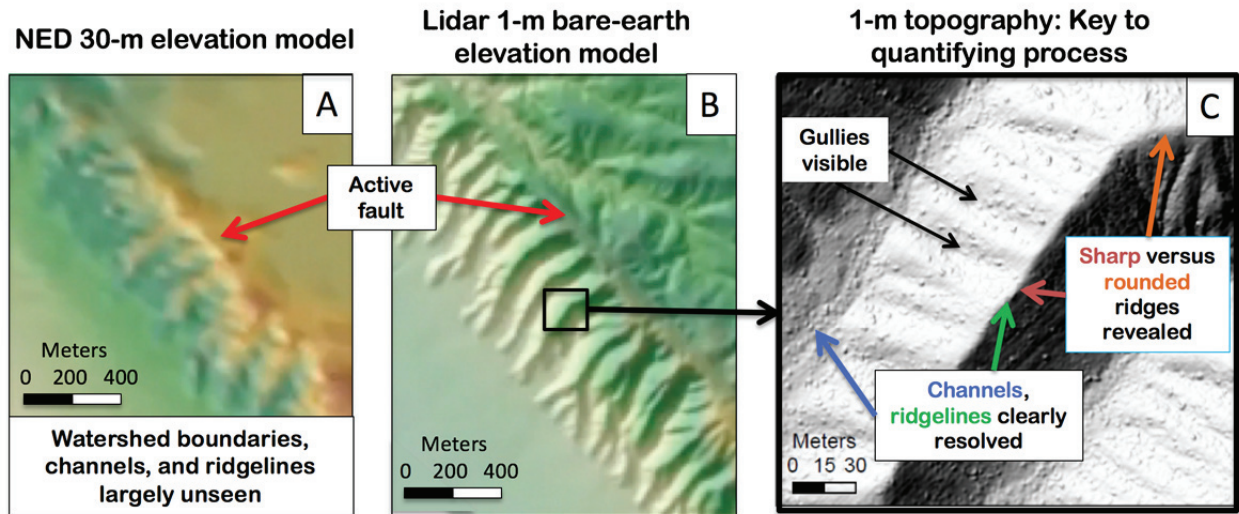 NED 30-m elevation model
A
Meters
0 200 400
Watershed boundaries,
channels, and ridgelines
largely unseen
Active
fault
Lidar 1-m bare-earth
elevation model
B
Meters
0 200 400
1-m topography: Key to
quantifying process
C
Gullies
visible
Sharp versus
rounded
ridges
revealed
Channels,
ridgelines clearly
resolved
Meters
0 15 30